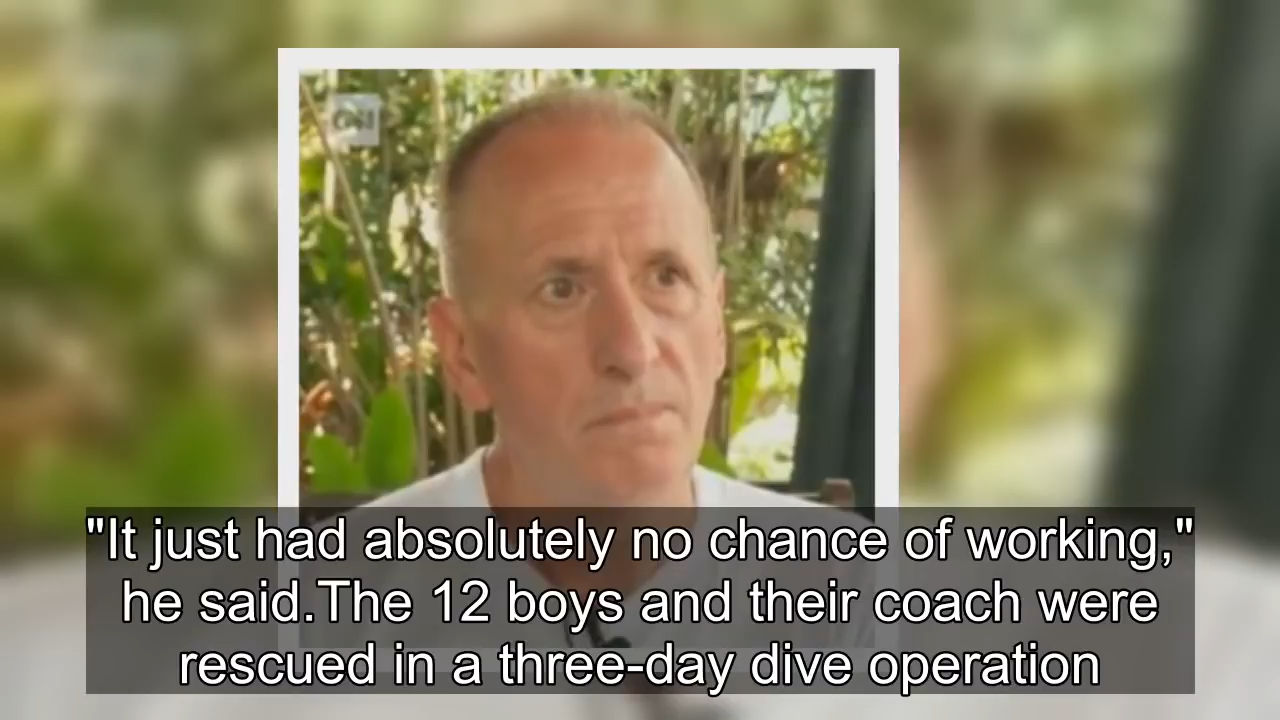 "It just had absolutely no chance of working,"
he said.The 12 boys and their coach were
rescued in a three-day dive operation